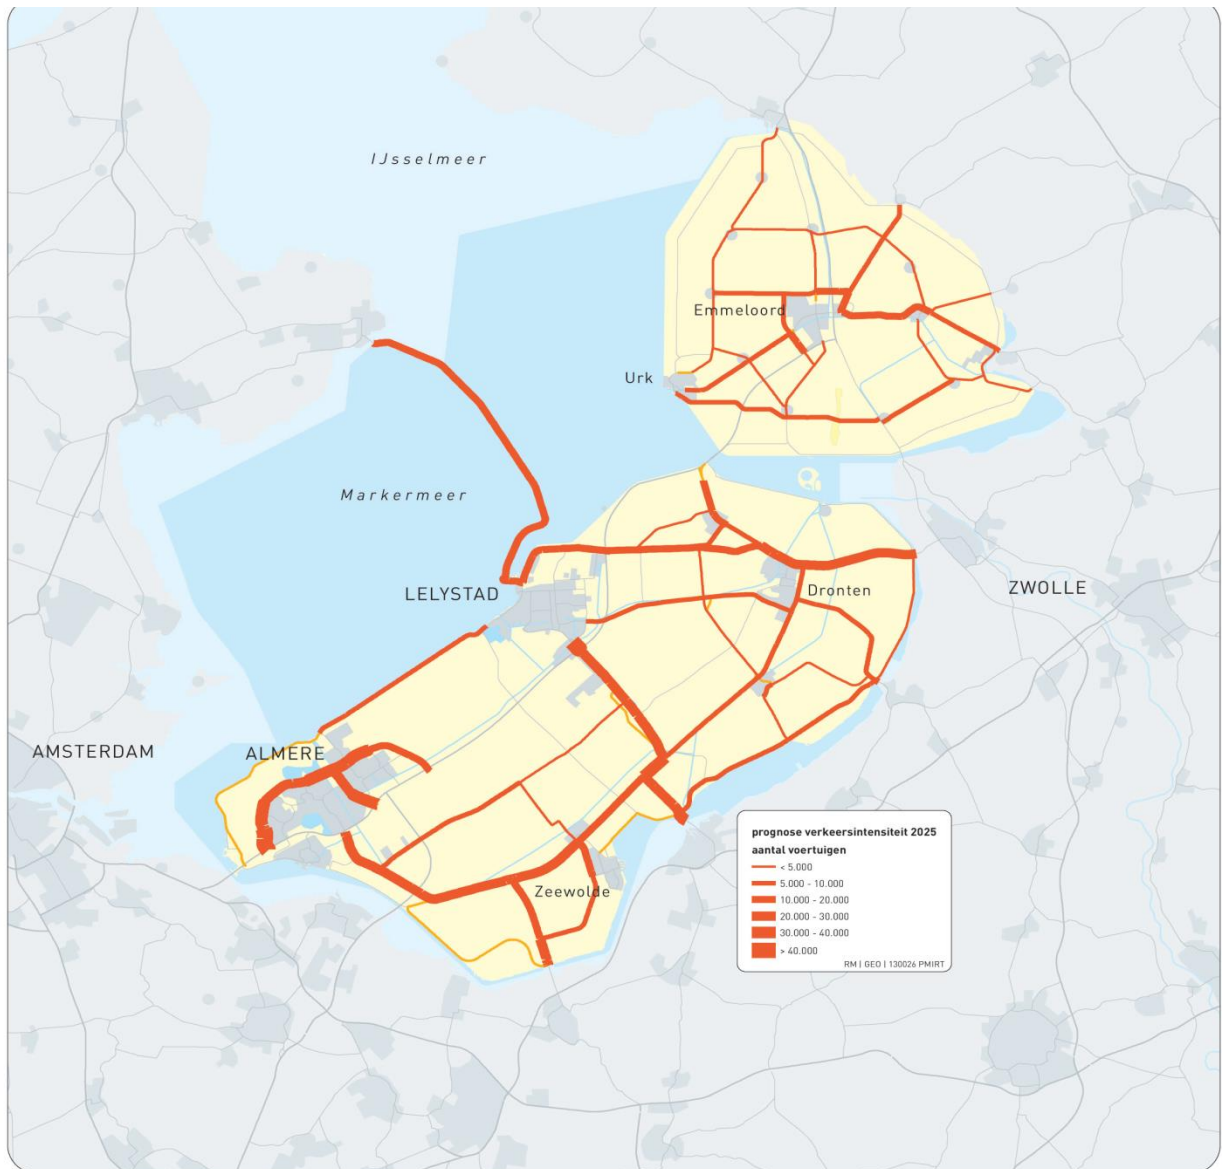 IJsselmeer
Emmeloord
Urk
Markermeer
LELYSTAD
Dronten
ZWOLLE
AMSTERDAM
ALMERE
Zeewolde
prognose verkeersintensiteit 2025
aantal voertuigen
< 5.000
5.000 - 10.000
10.000 - 20.000
20.000 - 30.000
30.000 - 40.000
> 40.000
RM | GEO | 130026 PMIRT